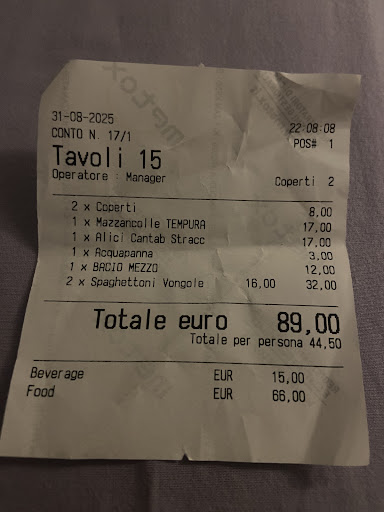 31-08-2025 22:08:08
CONTO N. 17/1 POS# 1
Tavoli 15
Operatore : Manager Coperti 2
2 x Coperti 8,00
1 x Mazzancolle TEMPURA 17,00
1 x Alici Cantab Stracc 17,00
1 x Acquapanna 3,00
1 x BACIO MEZZO 12,00
2 x Spaghettoni Vongole 16,00 32,00
Totale euro 89,00
Totale per persona 44,50
Beverage EUR 15,00
Food EUR 66,00